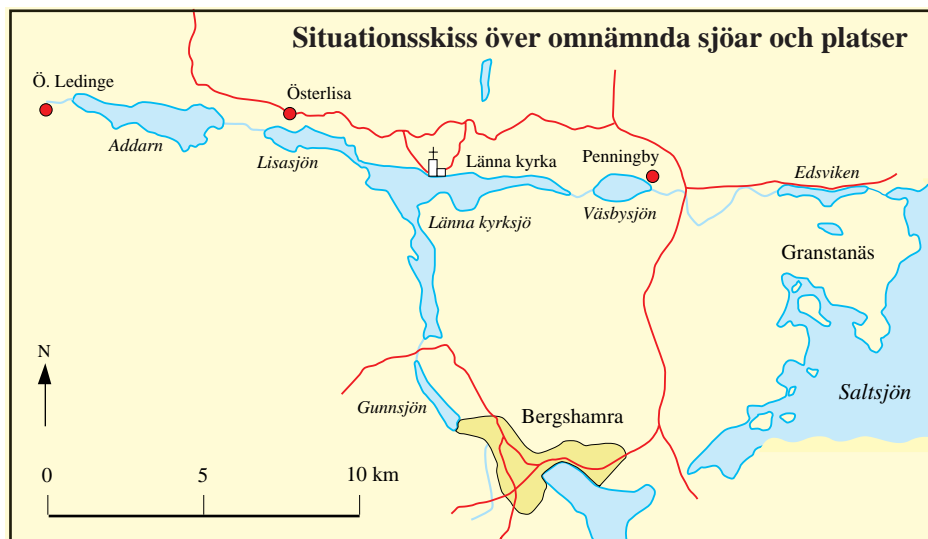 Situationsskiss över omnämnda sjöar och platser
Ö. Ledinge
Österlisa
Addarn
Lisasjön
Länna kyrka
Penningby
Edsviken
Länna kyrksjö
Väsbysjön
Granstanäs
N
Gunnsjön
Bergshamra
Saltsjön
0 5 10 km